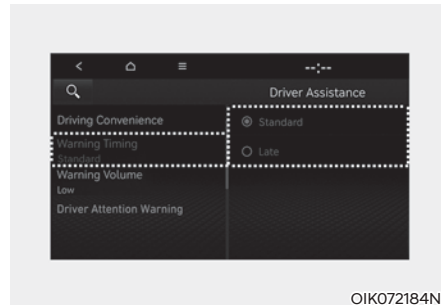 --:--
Driver Assistance
Driving Convenience
Warning Timing
Standard
Warning Volume
Low
Driver Attention Warning
Standard
Late
OIK072184N